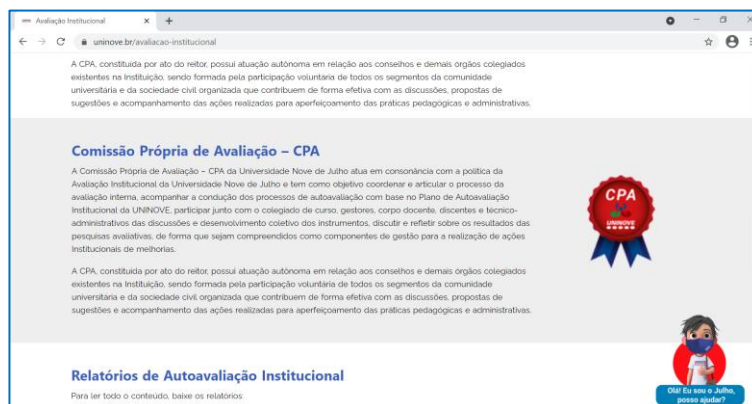 Avaliação Institucional
uninove.br/avaliacao-institucional
A CPA, constituída por ato do reitor, possui atuação autônoma em relação aos conselhos e demais órgãos colegiados
existentes na Instituição, sendo formada pela participação voluntária de todos os segmentos da comunidade
universitária e da sociedade civil organizada que contribuem de forma efetiva com as discussões, propostas de
sugestões e acompanhamento das ações realizadas para aperfeiçoamento das práticas pedagógicas e administrativas.
Comissão Própria de Avaliação – CPA
A Comissão Própria de Avaliação – CPA da Universidade Nove de Julho atua em consonância com a política da
Avaliação Institucional da Universidade Nove de Julho e tem como objetivo coordenar e articular o processo da
avaliação interna, acompanhar a condução dos processos de autoavaliação com base no Plano de Autoavaliação
Institucional da UNINOVE, participar junto com o colegiado de curso, gestores, corpo docente, discentes e técnico-
administrativos das discussões e desenvolvimento coletivo dos instrumentos, discutir e refletir sobre os resultados das
pesquisas avaliativas, de forma que sejam compreendidos como componentes de gestão para a realização de ações
Institucionais de melhorias.
A CPA, constituída por ato do reitor, possui atuação autônoma em relação aos conselhos e demais órgãos colegiados
existentes na Instituição, sendo formada pela participação voluntária de todos os segmentos da comunidade
universitária e da sociedade civil organizada que contribuem de forma efetiva com as discussões, propostas de
sugestões e acompanhamento das ações realizadas para aperfeiçoamento das práticas pedagógicas e administrativas.
CPA
UNINOVE
Relatórios de Autoavaliação Institucional
Para ler todo o conteúdo, baixe os relatórios
Olá! Eu sou o Julho,
posso ajudar?